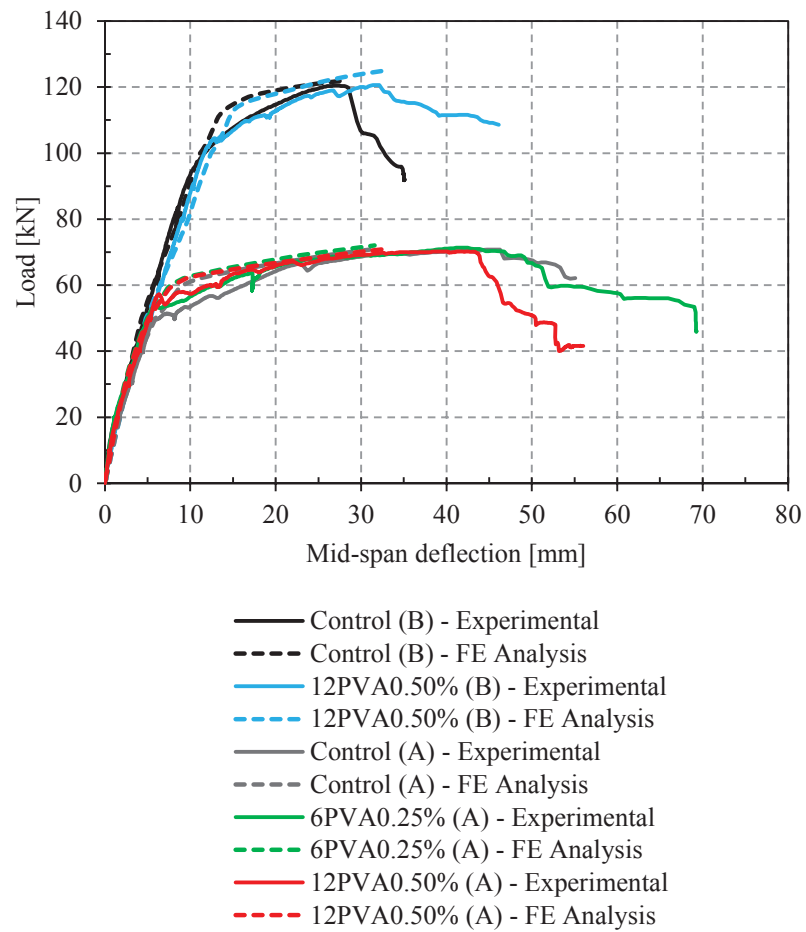 140
120
100
80
60
40
20
0
Load [kN]
0 10 20 30 40 50 60 70 80
Mid-span deflection [mm]
Control (B) - Experimental
Control (B) - FE Analysis
12PVA0.50% (B) - Experimental
12PVA0.50% (B) - FE Analysis
Control (A) - Experimental
Control (A) - FE Analysis
6PVA0.25% (A) - Experimental
6PVA0.25% (A) - FE Analysis
12PVA0.50% (A) - Experimental
12PVA0.50% (A) - FE Analysis